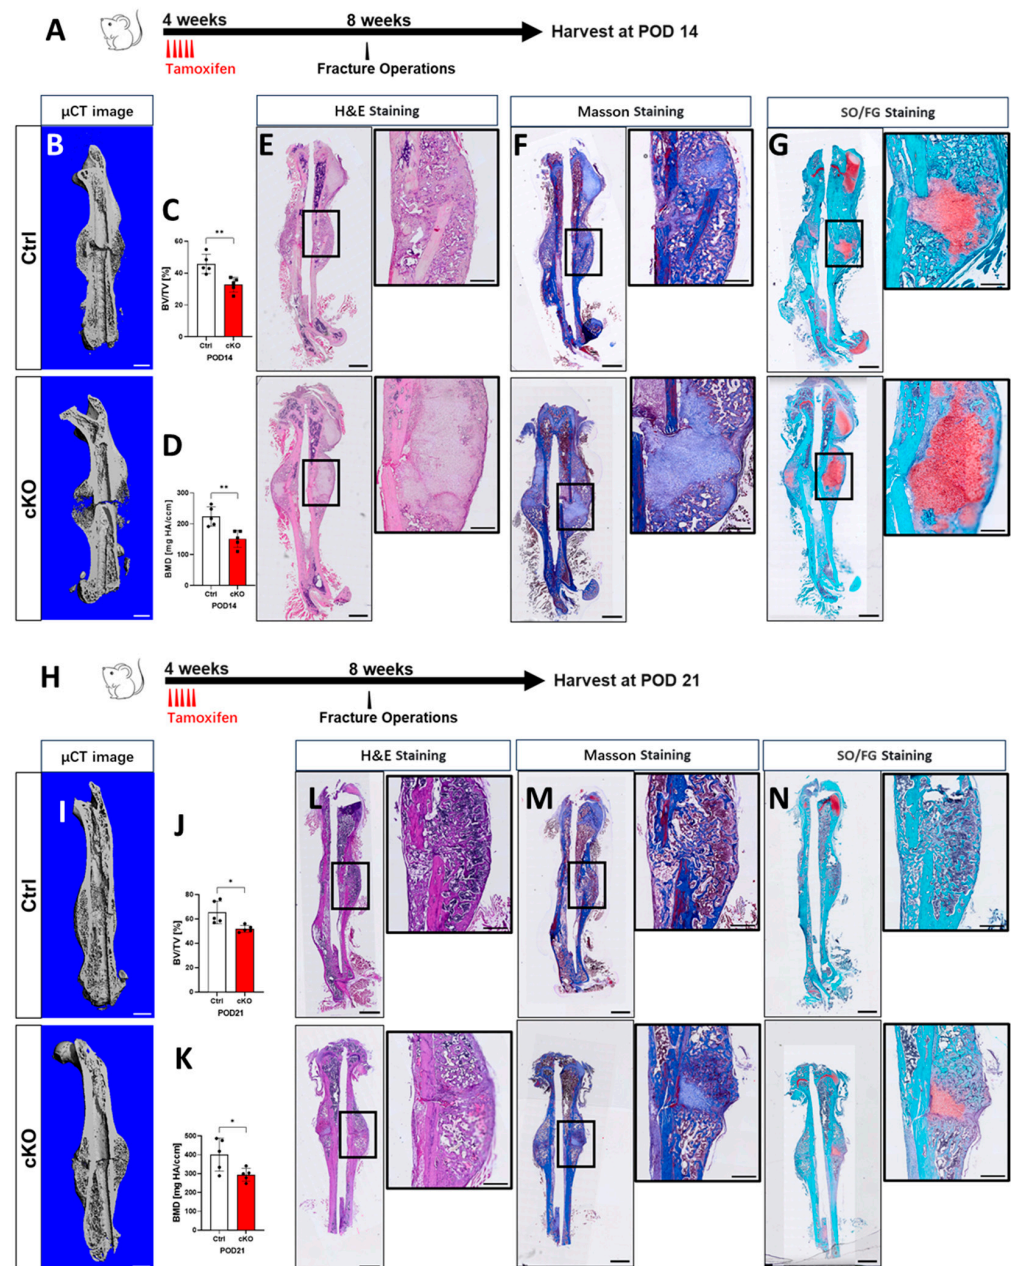 A
4 weeks
8 weeks
Harvest at POD 14
Tamoxifen
Fracture Operations
µCT image
H&E Staining
Masson Staining
SO/FG Staining
Ctrl
B
C
BV/TV [%]
60
40
20
0
**
Ctrl cKO
POD14
E
F
G
cKO
D
BMD [mg HA/ccm]
300
200
100
0
**
Ctrl cKO
POD14
H
4 weeks
8 weeks
Harvest at POD 21
Tamoxifen
Fracture Operations
µCT image
H&E Staining
Masson Staining
SO/FG Staining
Ctrl
I
J
BV/TV [%]
80
60
40
20
0
*
Ctrl cKO
POD21
L
M
N
cKO
K
BMD [mg HA/ccm]
500
400
300
200
100
0
*
Ctrl cKO
POD21